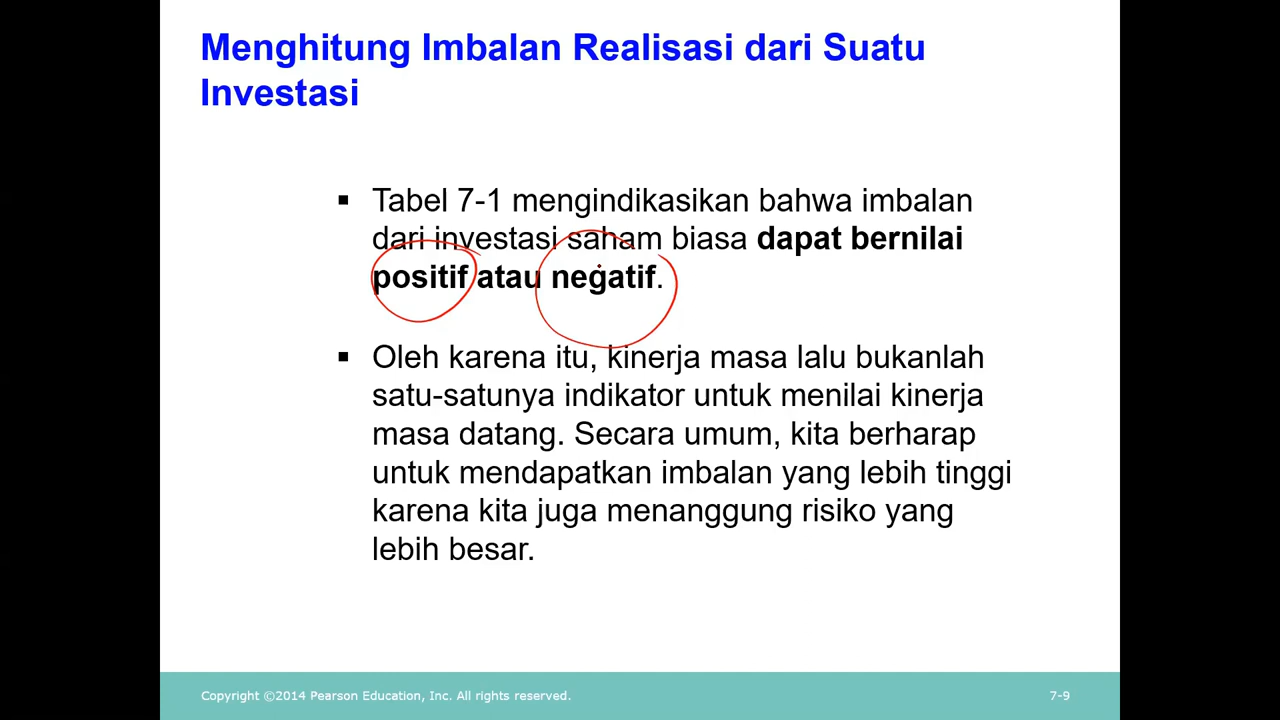 Menghitung Imbalan Realisasi dari Suatu
Investasi
▪ Tabel 7-1 mengindikasikan bahwa imbalan
dari investasi saham biasa dapat bernilai
positif atau negatif.
▪ Oleh karena itu, kinerja masa lalu bukanlah
satu-satunya indikator untuk menilai kinerja
masa datang. Secara umum, kita berharap
untuk mendapatkan imbalan yang lebih tinggi
karena kita juga menanggung risiko yang
lebih besar.
Copyright ©2014 Pearson Education, Inc. All rights reserved.
7-9